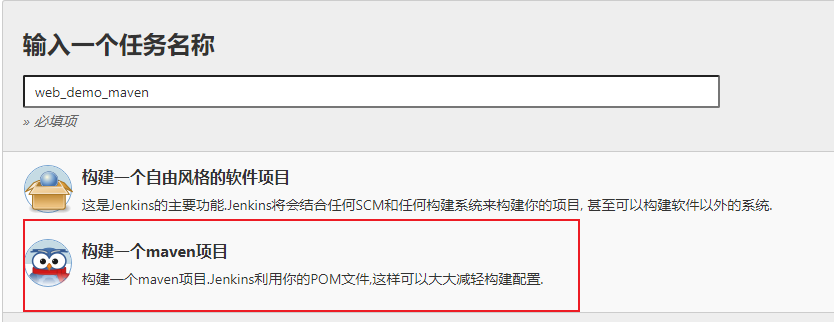 输入一个任务名称
web_demo_maven
» 必填项
构建一个自由风格的软件项目
这是Jenkins的主要功能.Jenkins将会结合任何SCM和任何构建系统来构建你的项目, 甚至可以构建软件以外的系统.
构建一个maven项目
构建一个maven项目.Jenkins利用你的POM文件,这样可以大大减轻构建配置.